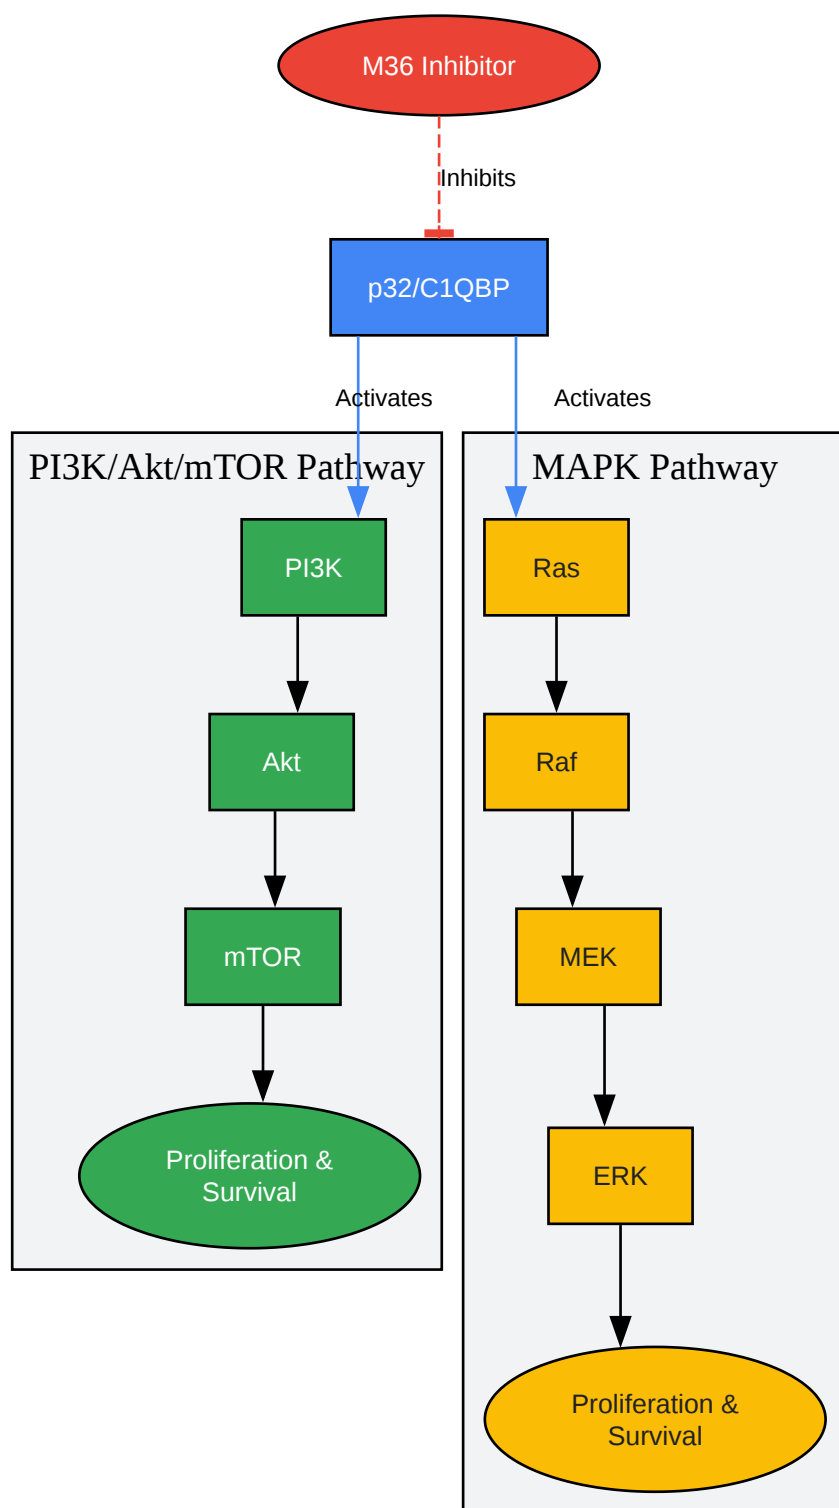 M36 Inhibitor
Inhibits
p32/C1QBP
Activates
Activates
PI3K/Akt/mTOR Pathway
PI3K
Akt
mTOR
Proliferation &
Survival
MAPK Pathway
Ras
Raf
MEK
ERK
Proliferation &
Survival